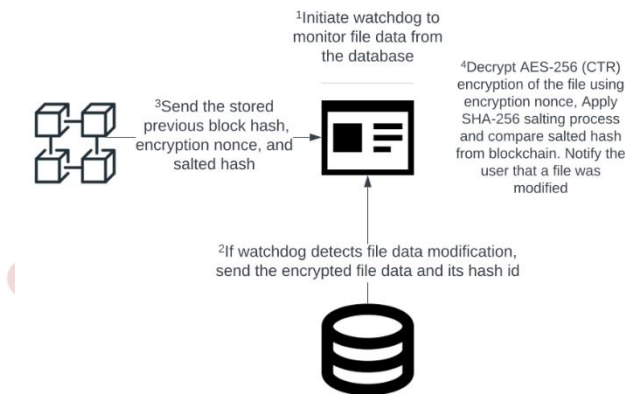 ¹Initiate watchdog to
monitor file data from
the database
⁴Decrypt AES-256 (CTR)
encryption of the file using
encryption nonce, Apply
SHA-256 salting process
and compare salted hash
from blockchain. Notify the
user that a file was
modified
³Send the stored
previous block hash,
encryption nonce, and
salted hash
²If watchdog detects file data modification,
send the encrypted file data and its hash id